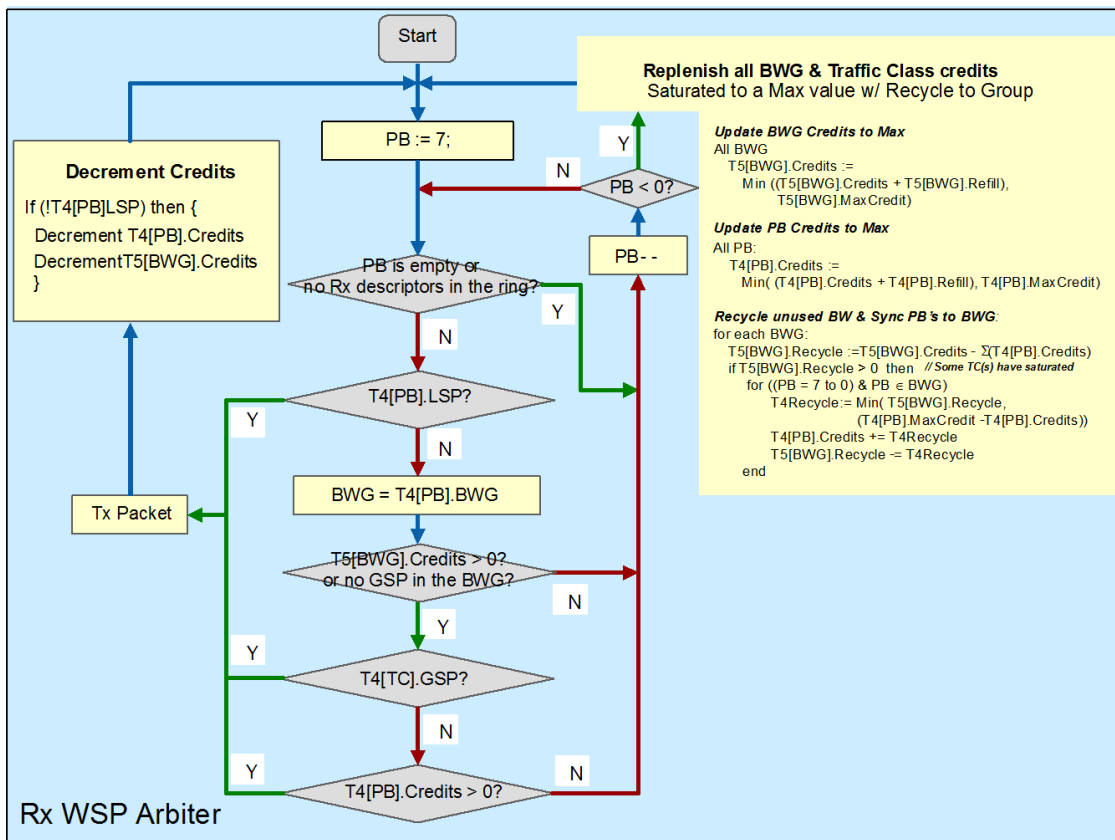 Start
Replenish all BWG & Traffic Class credits
Saturated to a Max value w/ Recycle to Group
Update BWG Credits to Max
All BWG
T5[BWG].Credits :=
Min ((T5[BWG].Credits + T5[BWG].Refill),
T5[BWG].MaxCredit)
Update PB Credits to Max
All PB:
T4[PB].Credits :=
Min( (T4[PB].Credits + T4[PB].Refill), T4[PB].MaxCredit)
Recycle unused BW & Sync PB's to BWG:
for each BWG:
T5[BWG].Recycle :=T5[BWG].Credits - Σ(T4[PB].Credits)
if T5[BWG].Recycle > 0 then // Some TC(s) have saturated
for ((PB = 7 to 0) & PB ∈ BWG)
T4Recycle:= Min( T5[BWG].Recycle,
(T4[PB].MaxCredit -T4[PB].Credits))
T4[PB].Credits += T4Recycle
T5[BWG].Recycle -= T4Recycle
end
PB := 7;
Y
N
PB < 0?
PB- -
Decrement Credits
If (!T4[PB]LSP) then {
Decrement T4[PB].Credits
DecrementT5[BWG].Credits
}
PB is empty or
no Rx descriptors in the ring?
Y
N
T4[PB].LSP?
Y
N
BWG = T4[PB].BWG
Tx Packet
T5[BWG].Credits > 0?
or no GSP in the BWG?
N
Y
Y
T4[TC].GSP?
N
Y
T4[PB].Credits > 0?
N
Rx WSP Arbiter